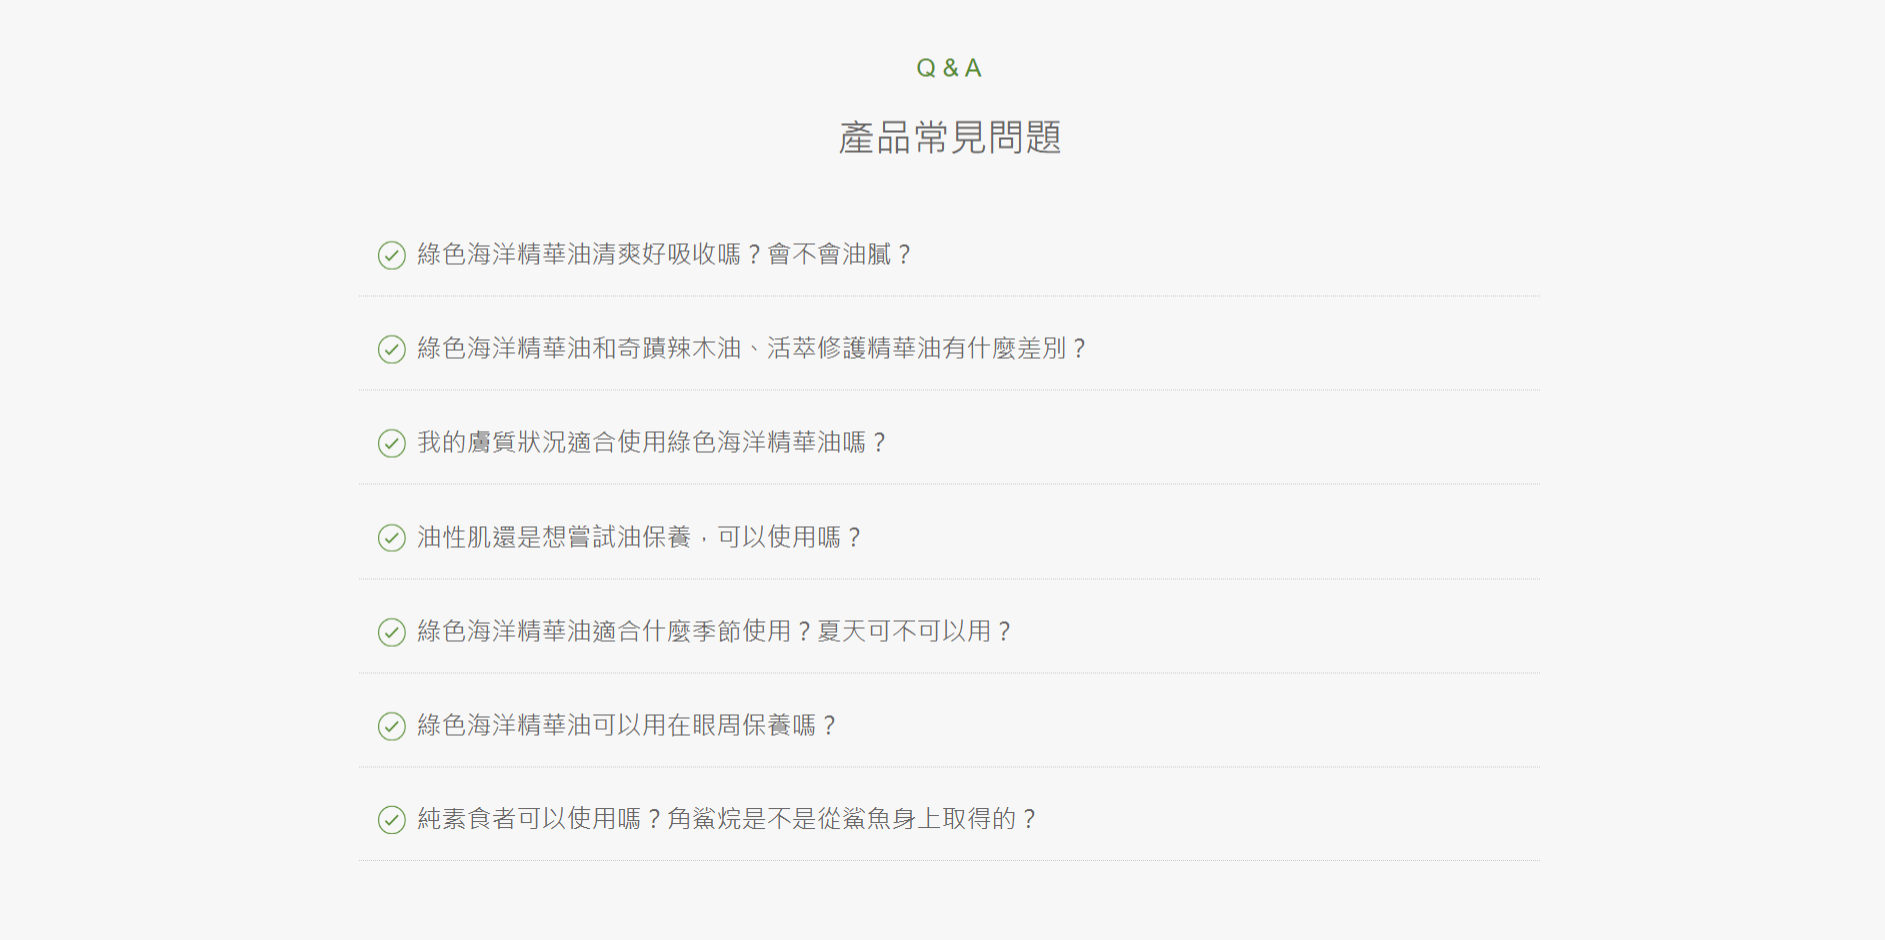 Q & A
產品常見問題
綠色海洋精華油清爽好吸收嗎？會不會油膩？
綠色海洋精華油和奇蹟辣木油、活萃修護精華油有什麼差別？
我的膚質狀況適合使用綠色海洋精華油嗎？
油性肌還是想嘗試油保養，可以使用嗎？
綠色海洋精華油適合什麼季節使用？夏天可不可以用？
綠色海洋精華油可以用在眼周保養嗎？
純素食者可以使用嗎？角鯊烷是不是從鯊魚身上取得的？